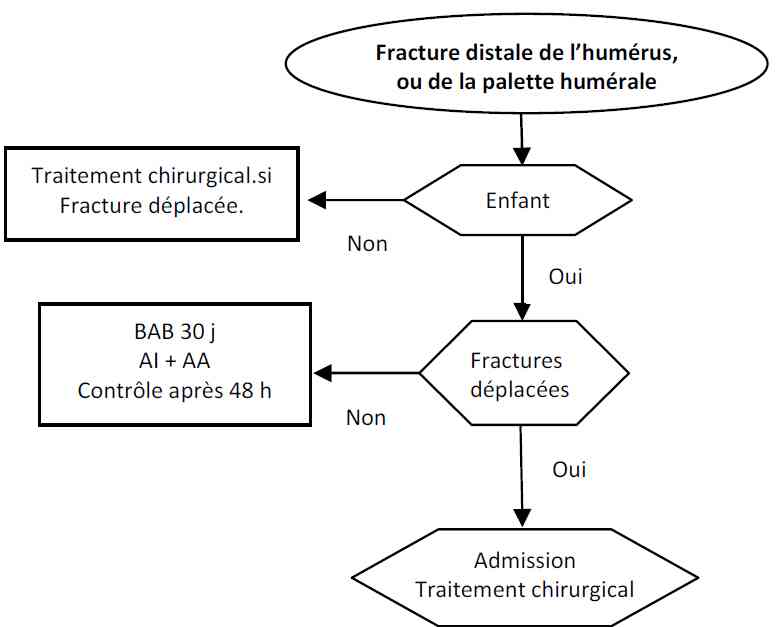 Fracture distale de l’humérus,
ou de la palette humérale
Enfant
Traitement chirurgical.si
Fracture déplacée.
Non
Oui
Fractures
déplacées
BAB 30 j
AI + AA
Contrôle après 48 h
Non
Oui
Admission
Traitement chirurgical